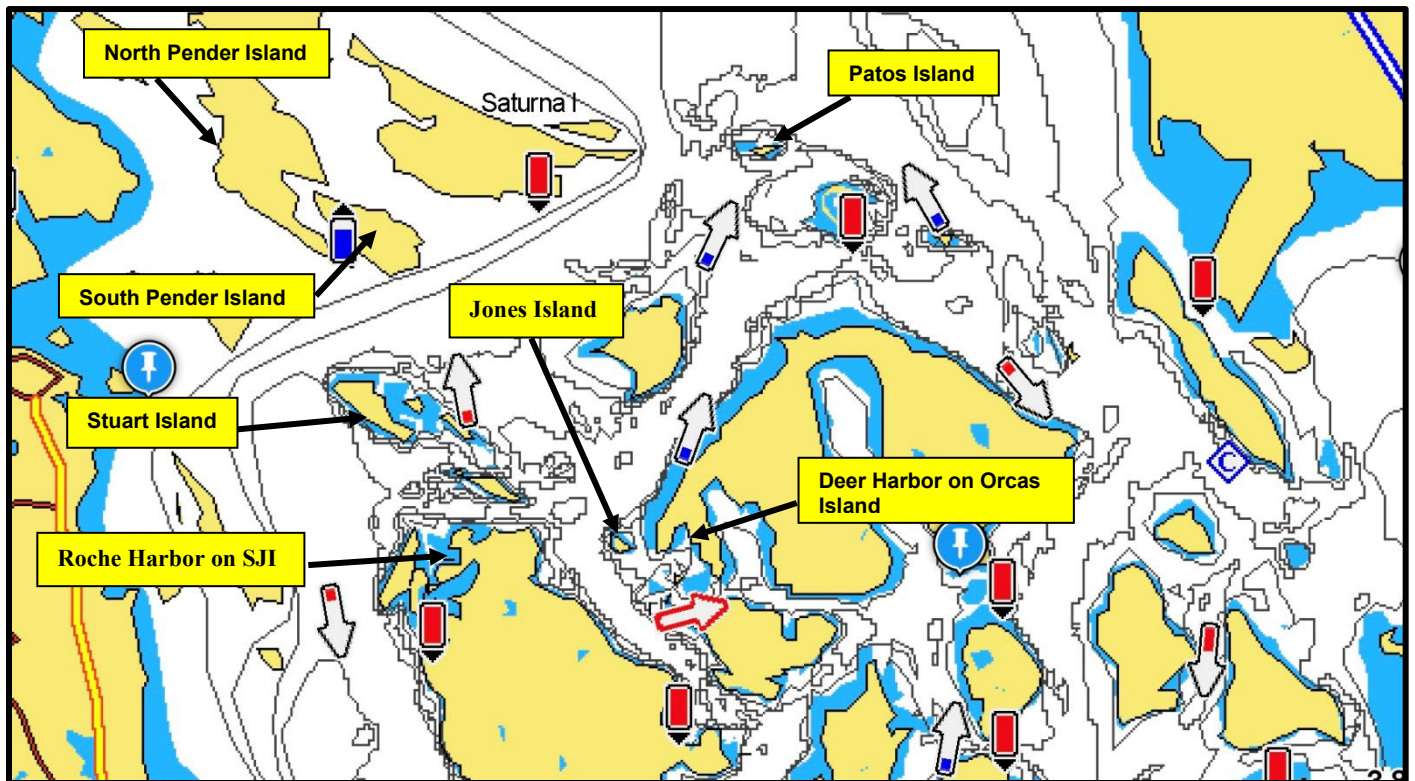 North Pender Island
Patos Island
Saturna I
South Pender Island
Jones Island
Stuart Island
Deer Harbor on Orcas
Island
C
Roche Harbor on SJI